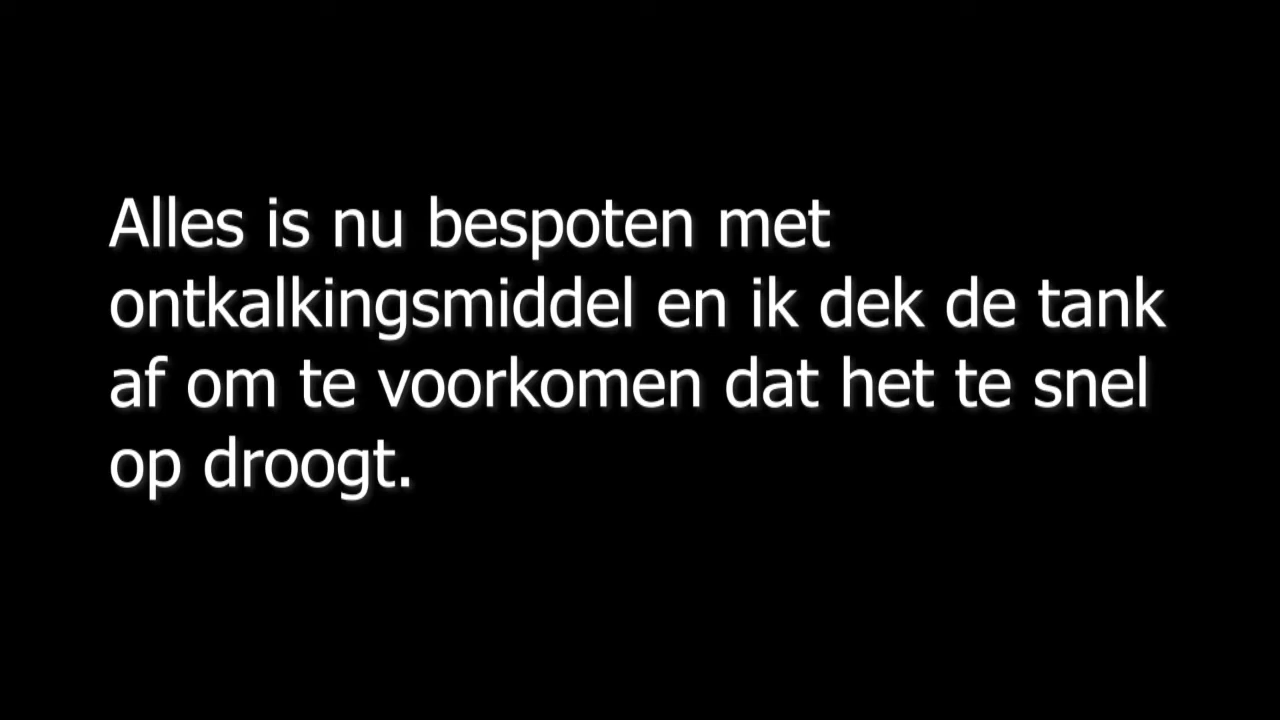 Alles is nu bespoten met
ontkalkingsmiddel en ik dek de tank
af om te voorkomen dat het te snel
op droogt.